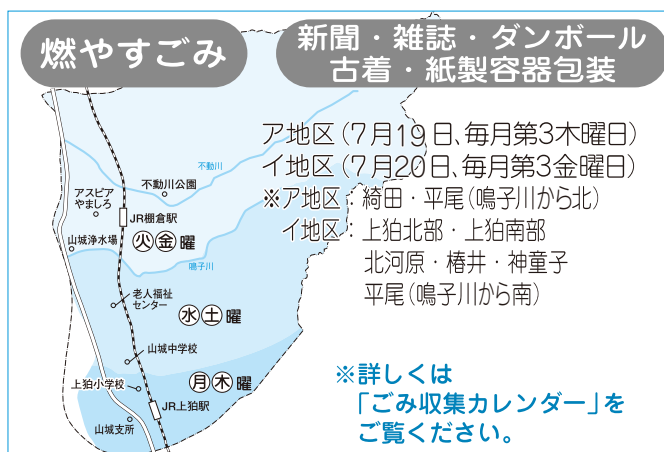 燃やすごみ
新聞・雑誌・ダンボール
古着・紙製容器包装
ア地区(7月19日、毎月第3木曜日)
イ地区(7月20日、毎月第3金曜日)
※ア地区:綺田・平尾(鳴子川から北)
イ地区:上狛北部・上狛南部
北河原・椿井・神童子
平尾(鳴子川から南)
※詳しくは
「ごみ収集カレンダー」を
ご覧ください。
不動川
不動川公園
アスピア
やましろ
JR棚倉駅
山城浄水場
火金曜
鳴子川
老人福祉
センター
水土曜
山城中学校
上狛小学校
月木曜
JR上狛駅
山城支所